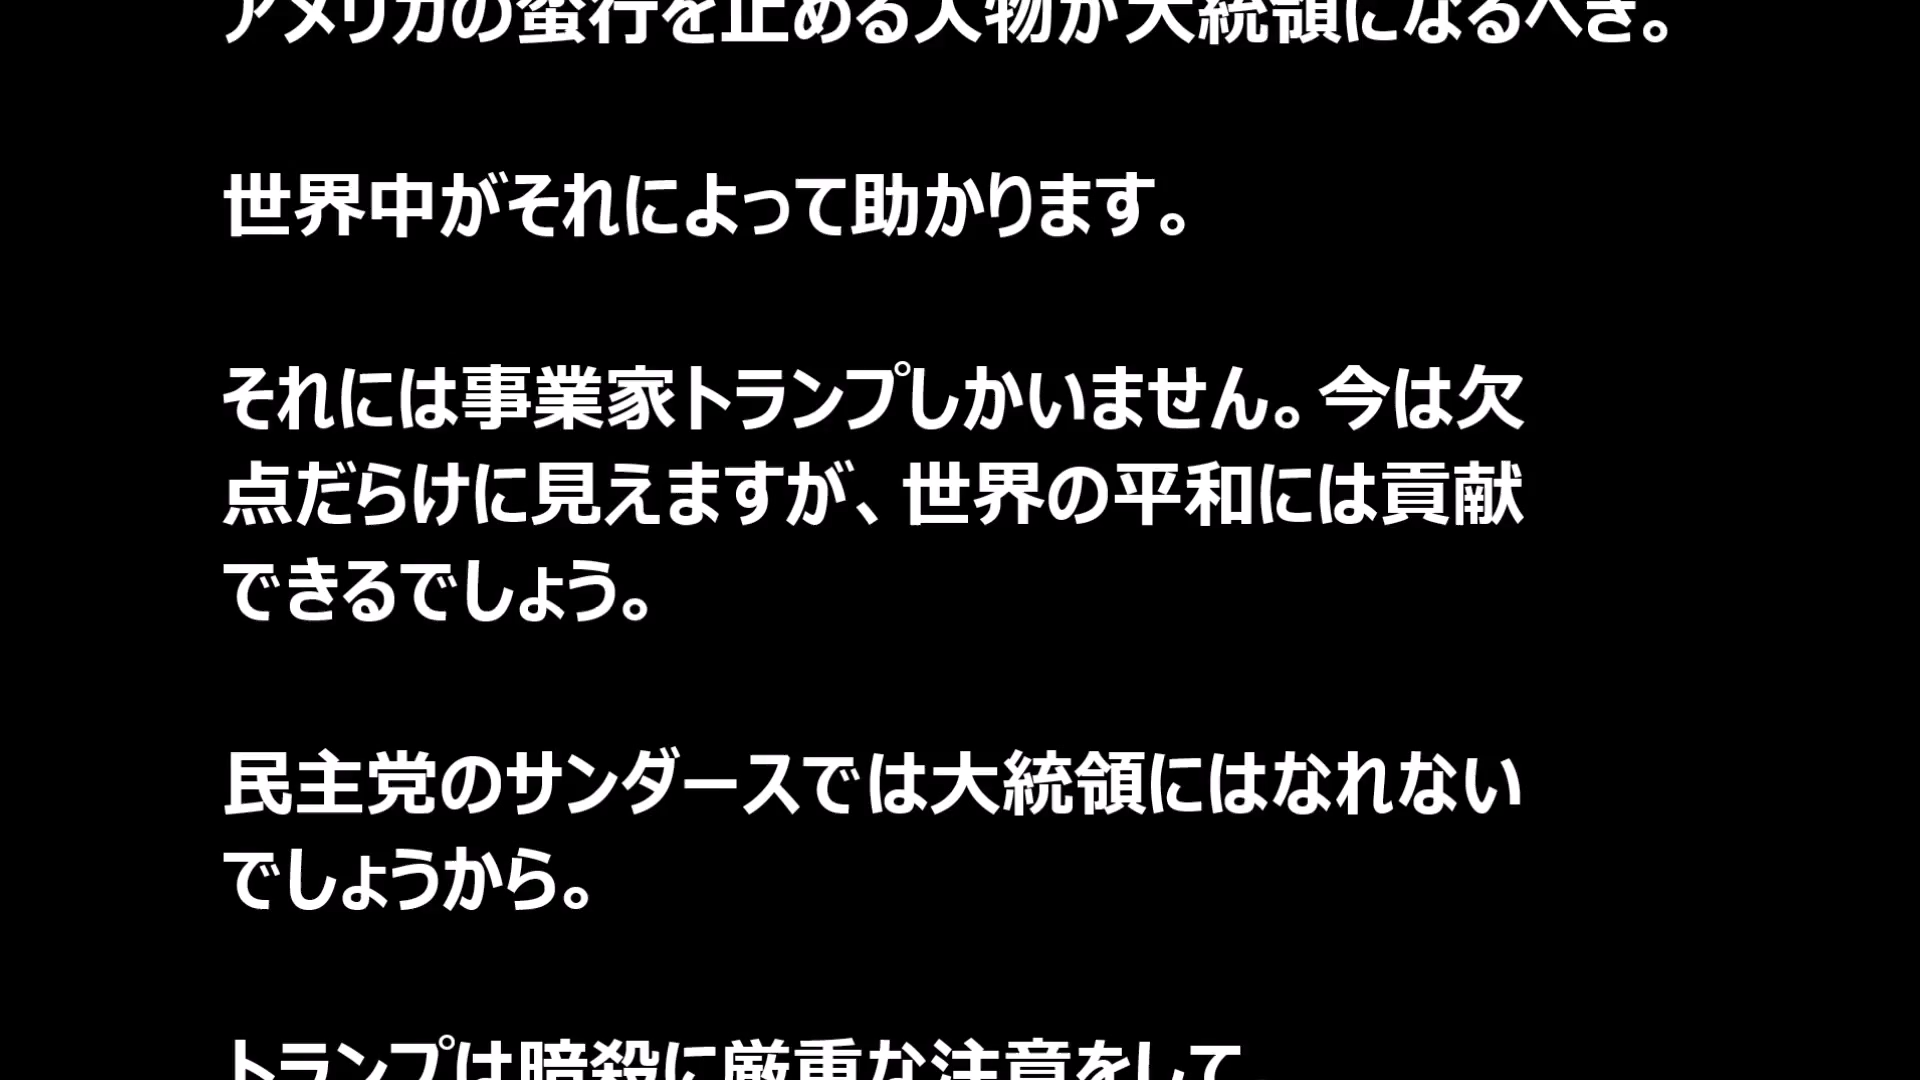 アメリカの蛮行を止める人物が大統領になるべき。
世界中がそれによって助かります。
それには事業家トランプしかいません。今は欠
点だらけに見えますが、世界の平和には貢献
できるでしょう。
民主党のサンダースでは大統領にはなれない
でしょうから。
トランプは暗殺に厳重な注意をして